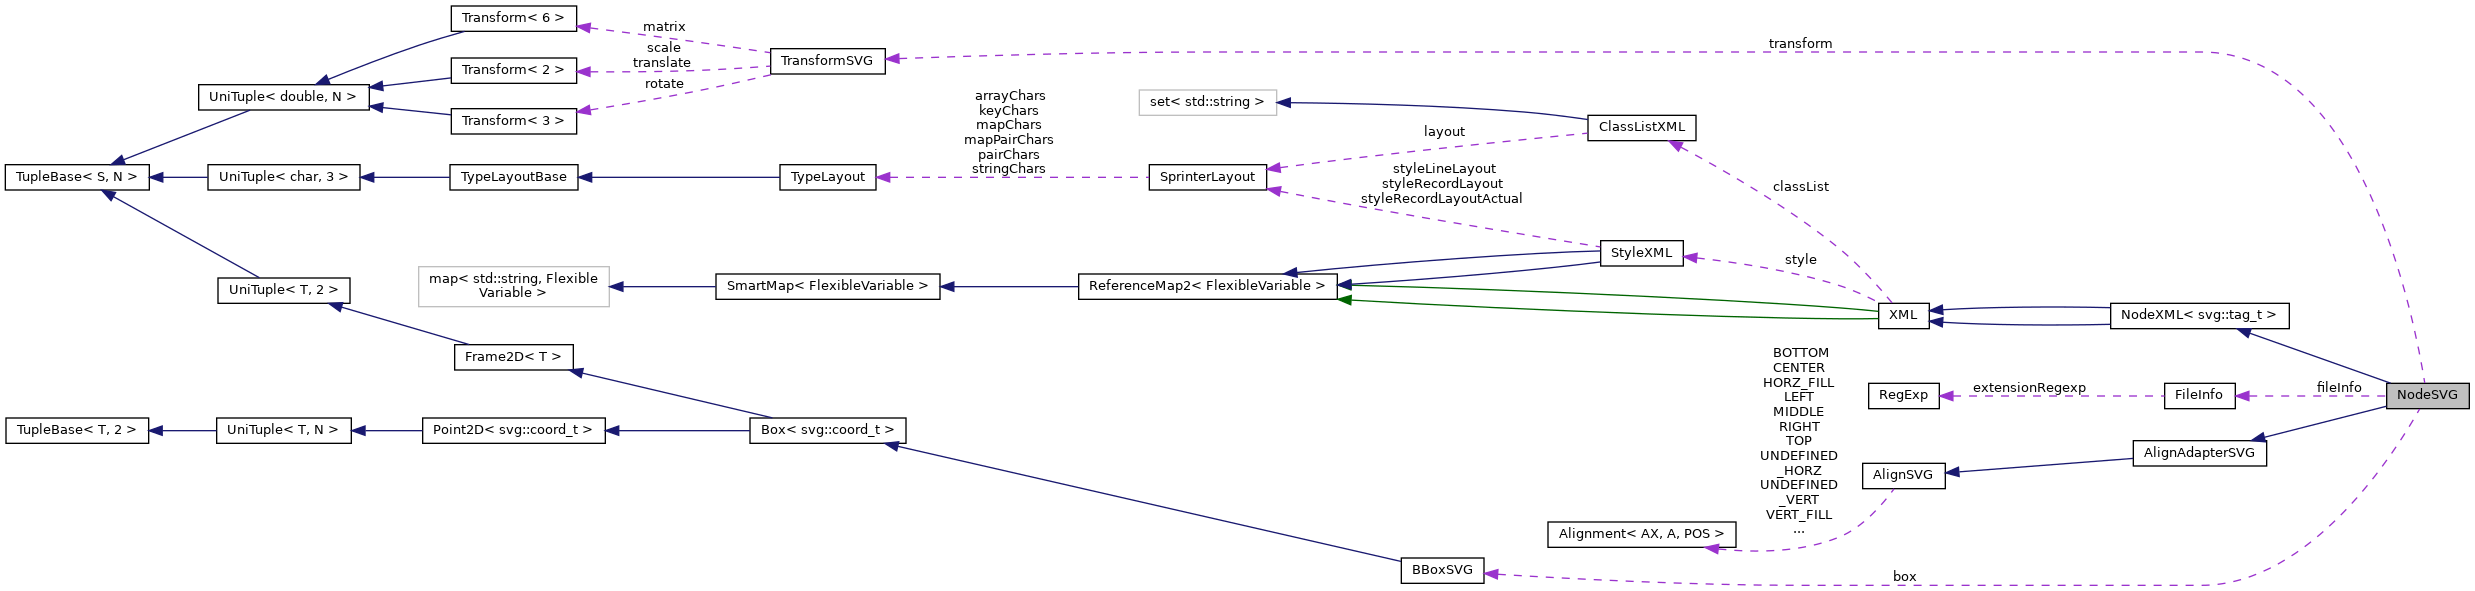 Transform< 6 >
matrix
scale
translate
rotate
Transform< 2 >
Transform< 3 >
TransformSVG
transform
UniTuple< double, N >
TupleBase< S, N >
UniTuple< char, 3 >
TypeLayoutBase
TypeLayout
arrayChars
keyChars
mapChars
mapPairChars
pairChars
stringChars
set< std::string >
ClassListXML
layout
SprinterLayout
styleLineLayout
styleRecordLayout
styleRecordLayoutActual
classList
StyleXML
style
UniTuple< T, 2 >
map< std::string, Flexible
Variable >
SmartMap< FlexibleVariable >
ReferenceMap2< FlexibleVariable >
XML
NodeXML< svg::tag_t >
Frame2D< T >
BOTTOM
CENTER
HORZ_FILL
LEFT
MIDDLE
RIGHT
TOP
UNDEFINED
_HORZ
UNDEFINED
_VERT
VERT_FILL
...
RegExp
extensionRegexp
FileInfo
fileInfo
NodeSVG
TupleBase< T, 2 >
UniTuple< T, N >
Point2D< svg::coord_t >
Box< svg::coord_t >
AlignAdapterSVG
AlignSVG
Alignment< AX, A, POS >
BBoxSVG
box